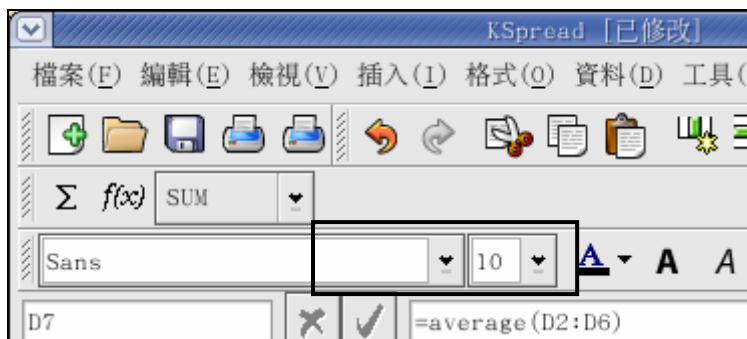 KSpread [已修改]
檔案(F) 編輯(E) 檢視(V) 插入(I) 格式(O) 資料(D) 工具(
Σ f(x) SUM
Sans 10 A A A
D7 =average(D2:D6)